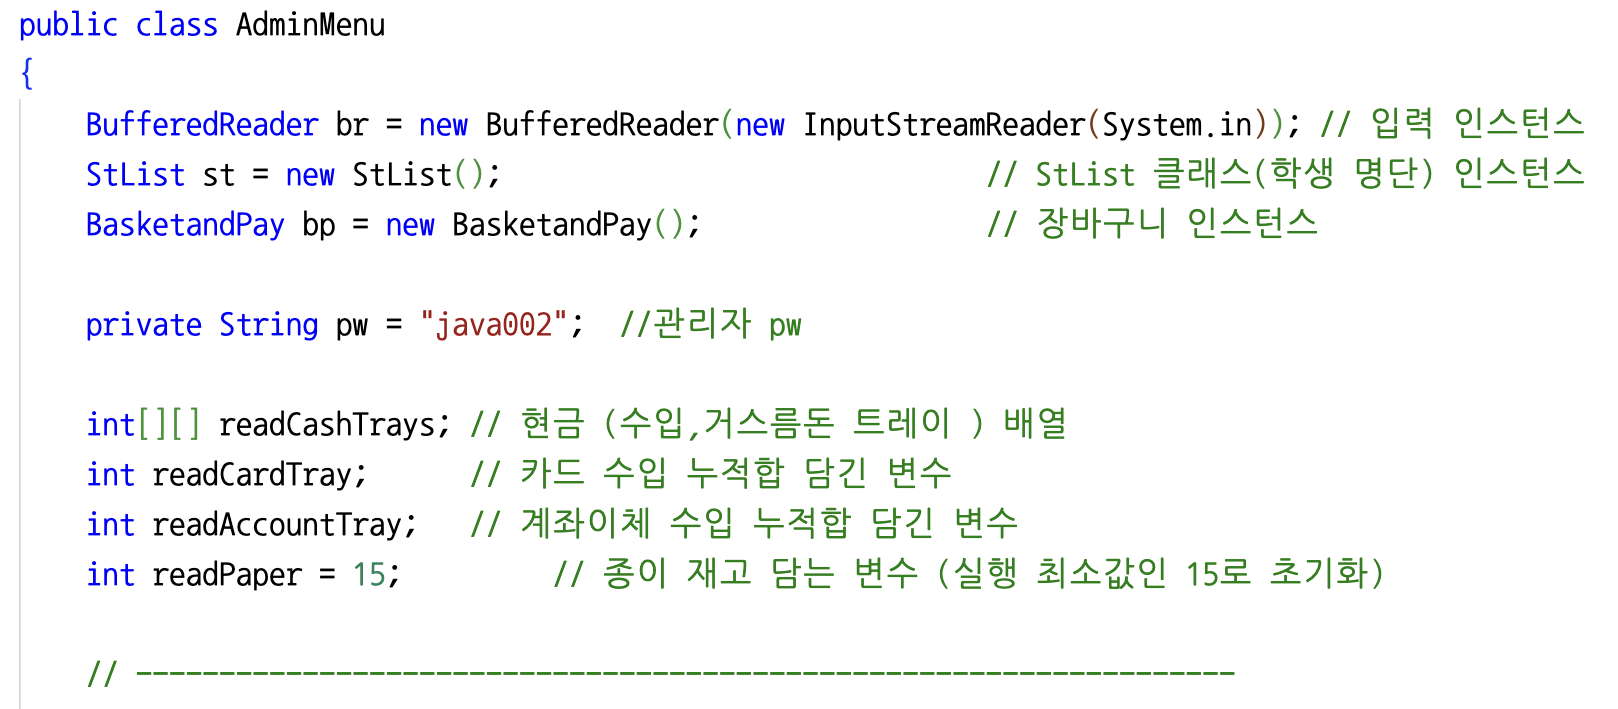 public class AdminMenu
{
BufferedReader br = new BufferedReader(new InputStreamReader(System.in)); // 입력 인스턴스
StList st = new StList(); // StList 클래스(학생 명단) 인스턴스
BasketandPay bp = new BasketandPay(); // 장바구니 인스턴스
private String pw = "java002"; //관리자 pw
int[][] readCashTrays; // 현금 (수입,거스름돈 트레이 ) 배열
int readCardTray; // 카드 수입 누적합 담긴 변수
int readAccountTray; // 계좌이체 수입 누적합 담긴 변수
int readPaper = 15; // 종이 재고 담는 변수 (실행 최소값인 15로 초기화)
// ------------------------------------------------------------------